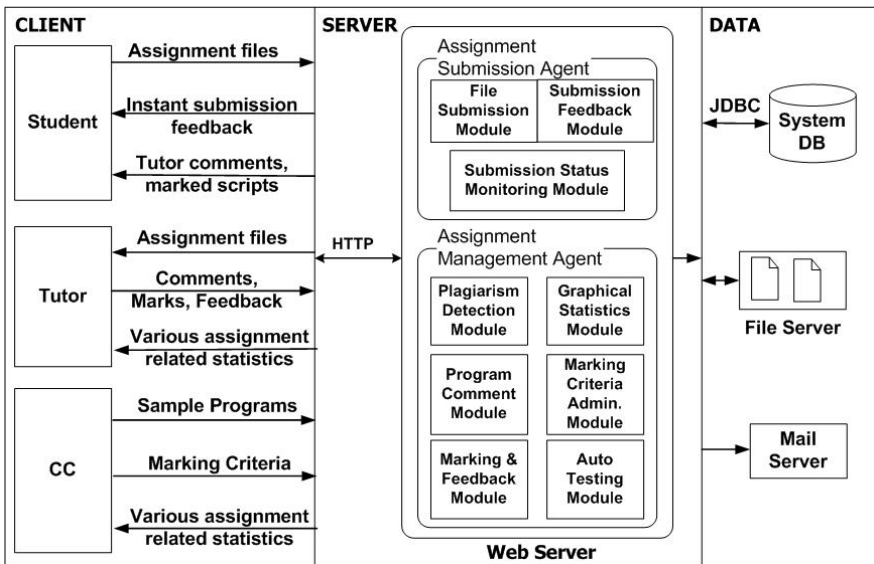 CLIENT
Assignment files
Student
Instant submission
feedback
Tutor comments,
marked scripts
Assignment files
Tutor
Comments,
Marks, Feedback
Various assignment
related statistics
Sample Programs
CC
Marking Criteria
Various assignment
related statistics
SERVER
HTTP
Assignment
Submission Agent
File
Submission
Module
Submission
Feedback
Module
Submission Status
Monitoring Module
Assignment
Management Agent
Plagiarism
Detection
Module
Graphical
Statistics
Module
Program
Comment
Module
Marking
Criteria
Admin.
Module
Marking &
Feedback
Module
Auto
Testing
Module
Web Server
DATA
JDBC
System
DB
File Server
Mail
Server